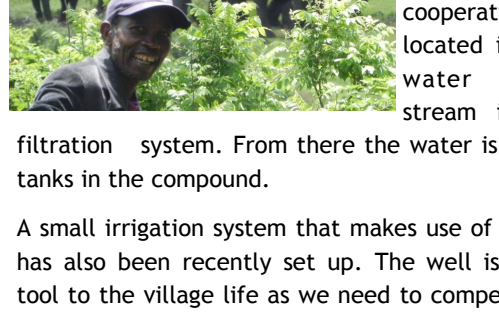 cooperati
located i
water
stream i
filtration system. From there the water is
tanks in the compound.
A small irrigation system that makes use of
has also been recently set up. The well is
tool to the village life as we need to compe